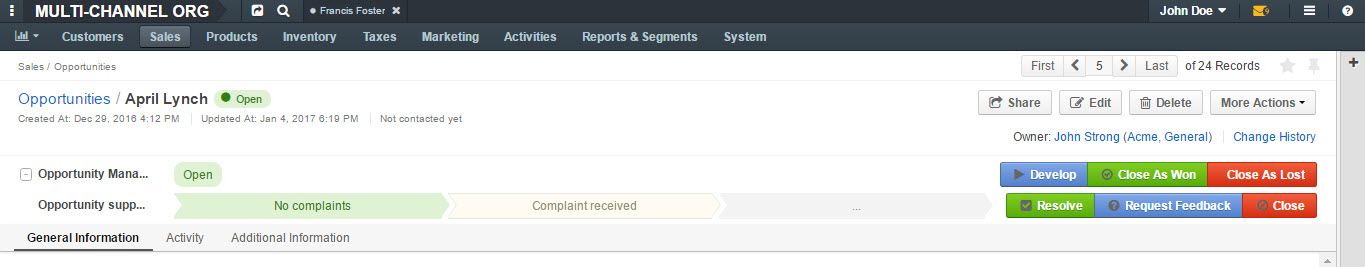 MULTI-CHANNEL ORG Francis Foster John Doe
Customers Sales Products Inventory Taxes Marketing Activities Reports & Segments System
Sales / Opportunities First 5 Last of 24 Records
Opportunities / April Lynch Open Share Edit Delete More Actions
Created At: Dec 29, 2016 4:12 PM Updated At: Jan 4, 2017 6:19 PM Not contacted yet
Owner: John Strong (Acme, General) Change History
Opportunity Mana... Open Develop Close As Won Close As Lost
Opportunity supp... No complaints Complaint received ... Resolve Request Feedback Close
General Information Activity Additional Information